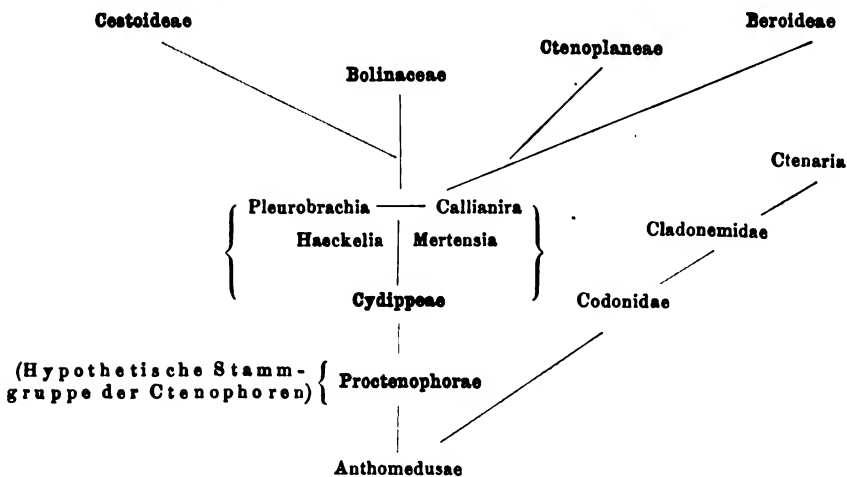 Cestoideae
Beroideae
Ctenoplaneae
Bolinaceae
Ctenaria
Pleurobrachia
Callianira
Haeckelia
Mertensia
Cladonemidae
Cydippeae
Codonidae
(Hypothetische Stamm-
gruppe der Ctenophoren)
Proctenophorae
Anthomedusae